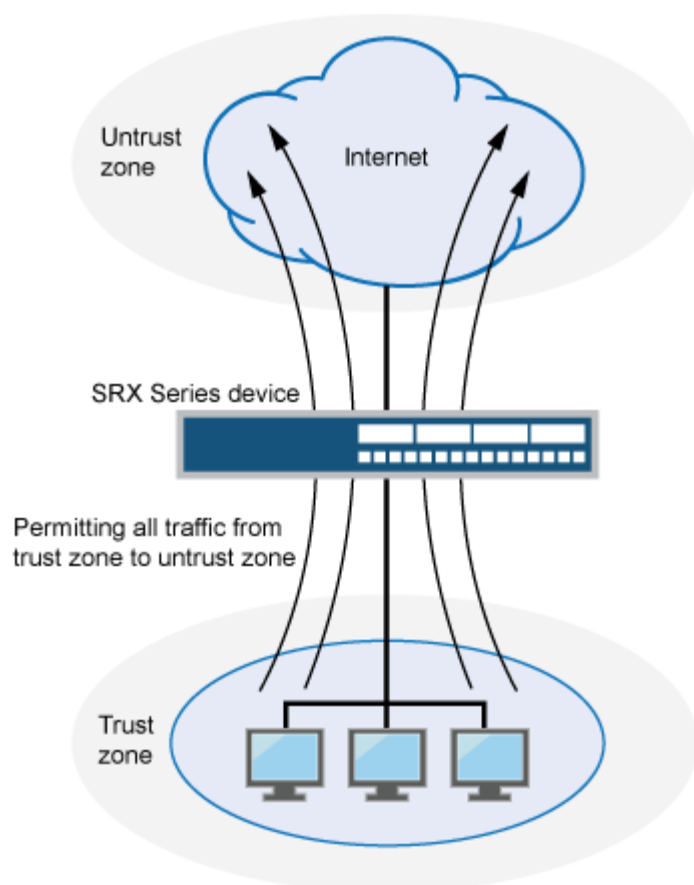 Untrust
zone
Internet
SRX Series device
Permitting all traffic from
trust zone to untrust zone
Trust
zone